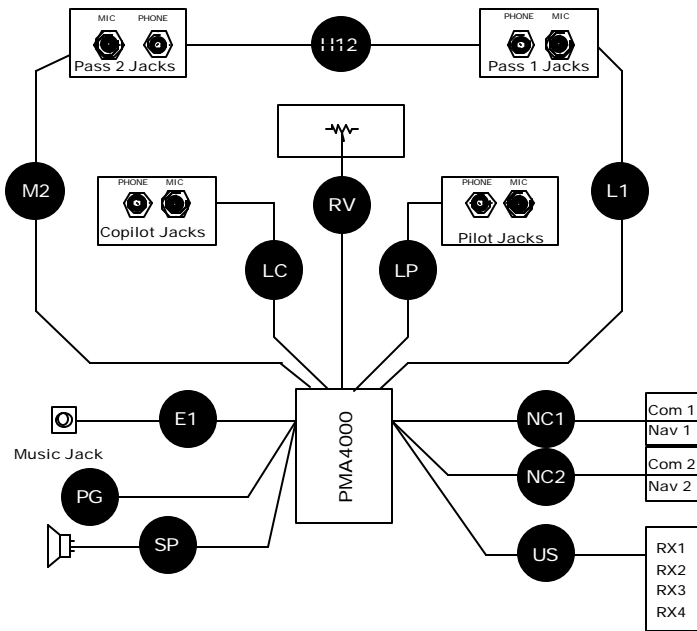 MIC PHONE
PHONE MIC
H12
Pass 2 Jacks
Pass 1 Jacks
M2
PHONE MIC
RV
PHONE MIC
L1
Copilot Jacks
Pilot Jacks
LC
LP
E1
PMA4000
NC1
Com 1
Nav 1
Music Jack
NC2
Com 2
Nav 2
PG
SP
US
RX1
RX2
RX3
RX4